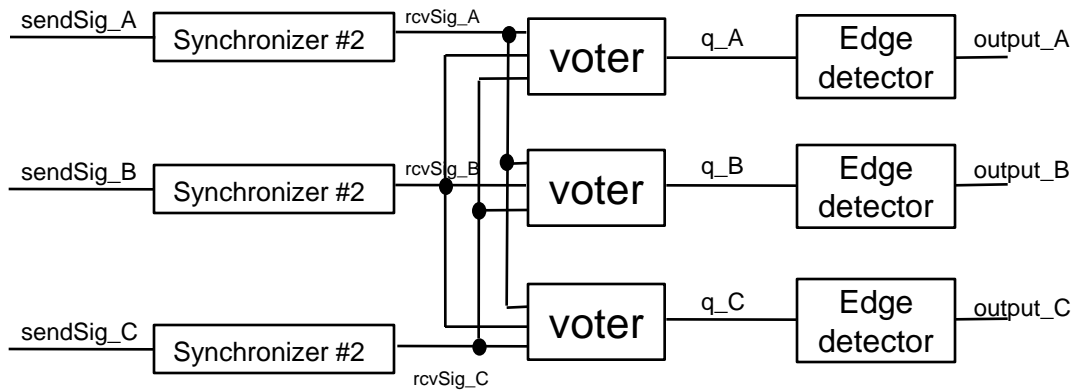 sendSig_A
Synchronizer #2
rcvSig_A
voter
q_A
Edge
detector
output_A
sendSig_B
Synchronizer #2
rcvSig_B
voter
q_B
Edge
detector
output_B
sendSig_C
Synchronizer #2
rcvSig_C
voter
q_C
Edge
detector
output_C